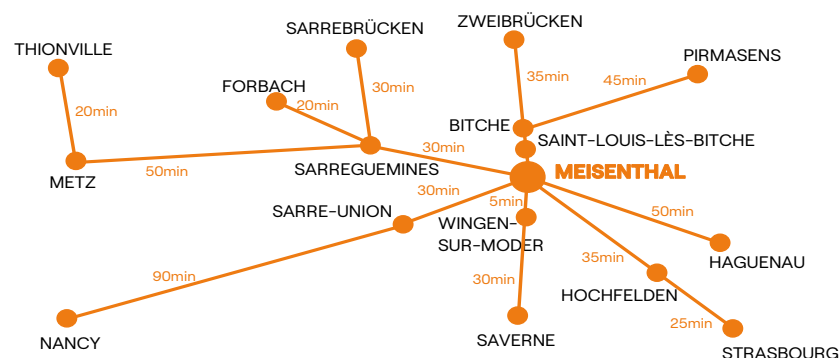 ZWEIBRÜCKEN
SARREBRÜCKEN
THIONVILLE
PIRMASENS
35min
45min
FORBACH
30min
20min
20min
BITCHE
SAINT-LOUIS-LÈS-BITCHE
30min
50min
SARREGUEMINES
MEISENTHAL
METZ
30min
5min
SARRE-UNION
WINGEN-
SUR-MODER
50min
35min
HAGUENAU
90min
30min
HOCHFELDEN
25min
NANCY
SAVERNE
STRASBOURG